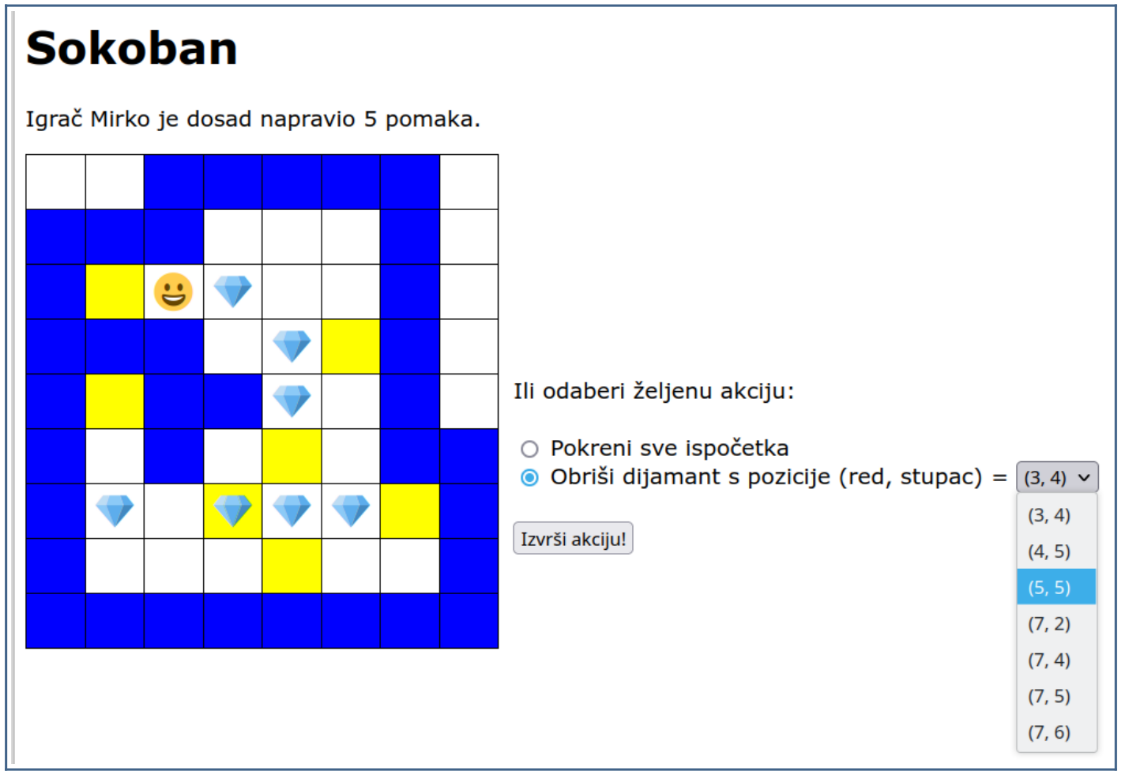 Sokoban
Igrač Mirko je dosad napravio 5 pomaka.
Ili odaberi željenu akciju:
Pokreni sve ispočetka
Obriši dijamant s pozicije (red, stupac) = (3, 4)
(3, 4)
(4, 5)
(5, 5)
(7, 2)
(7, 4)
(7, 5)
(7, 6)
Izvrši akciju!